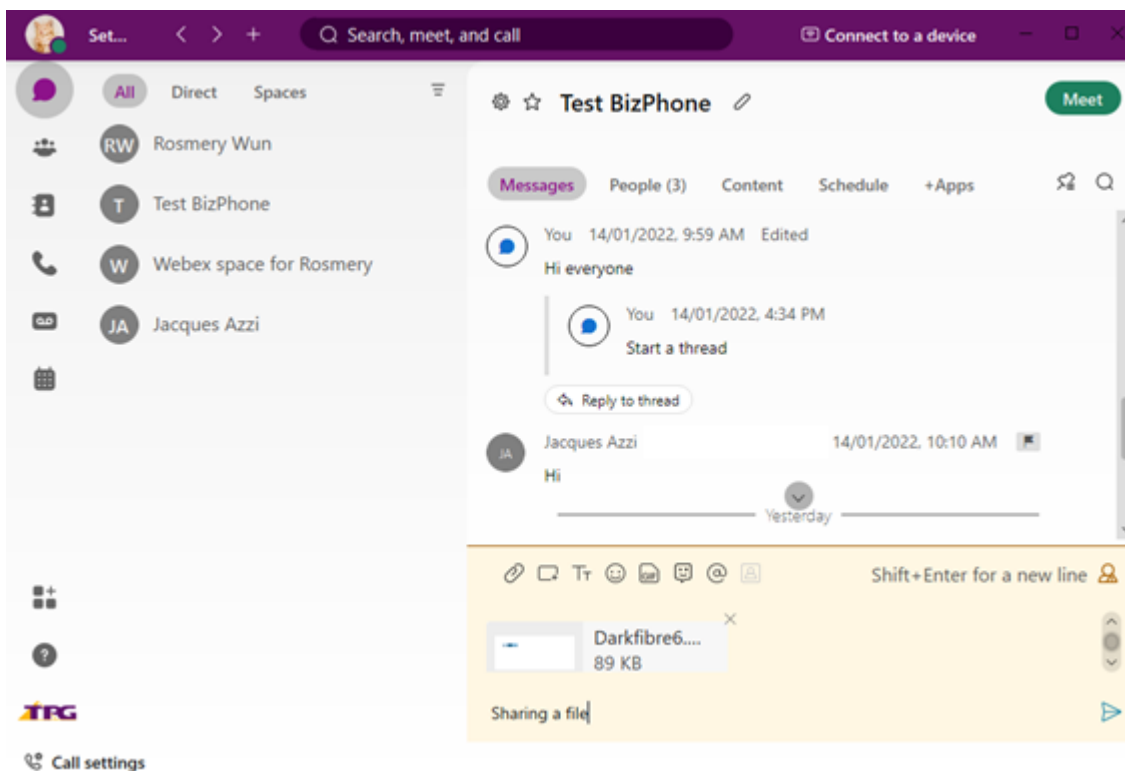 Set... Search, meet, and call Connect to a device
All Direct Spaces
RW Rosmery Wun
T Test BizPhone
W Webex space for Rosmery
JA Jacques Azzi
TPG
Call settings
Test BizPhone Meet
Messages People (3) Content Schedule +Apps
You 14/01/2022, 9:59 AM Edited
Hi everyone
You 14/01/2022, 4:34 PM
Start a thread
Reply to thread
JA Jacques Azzi 14/01/2022, 10:10 AM
Hi
Yesterday
GIF Shift+Enter for a new line
Darkfibre6....
89 KB
Sharing a file